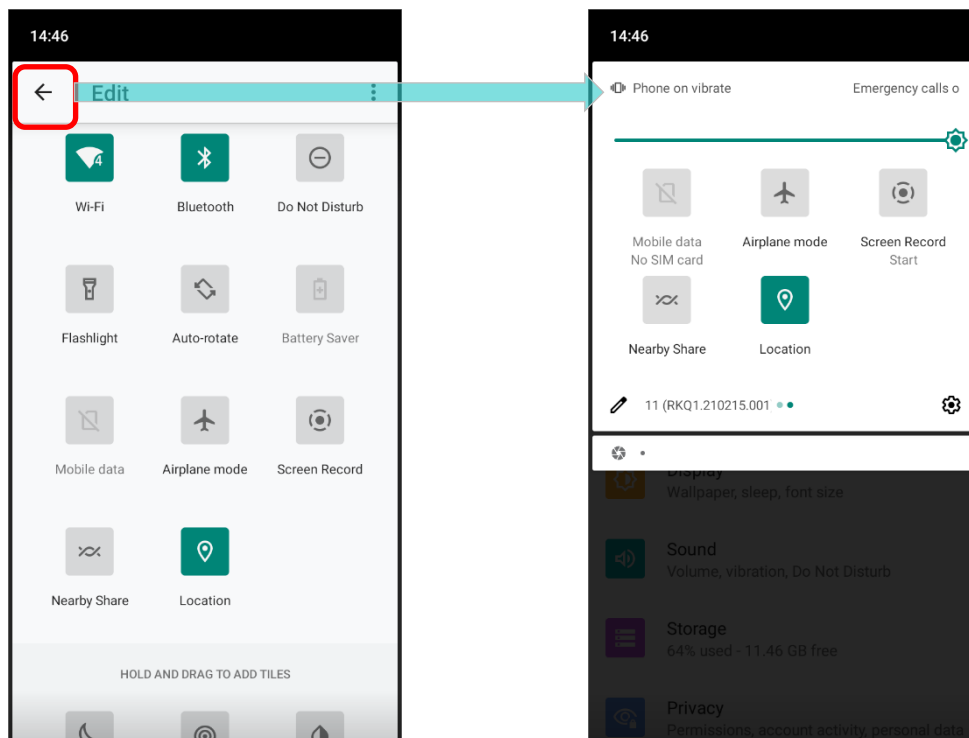 14:46
Edit
4
Wi-Fi
Bluetooth
Do Not Disturb
Flashlight
Auto-rotate
Battery Saver
Mobile data
Airplane mode
Screen Record
Nearby Share
Location
HOLD AND DRAG TO ADD TILES
14:46
Phone on vibrate
Emergency calls o
Mobile data
No SIM card
Airplane mode
Screen Record
Start
Nearby Share
Location
11 (RKQ1.210215.001
Display
Wallpaper, sleep, font size
Sound
Volume, vibration, Do Not Disturb
Storage
64% used - 11.46 GB free
Privacy
Permissions, account activity, personal data